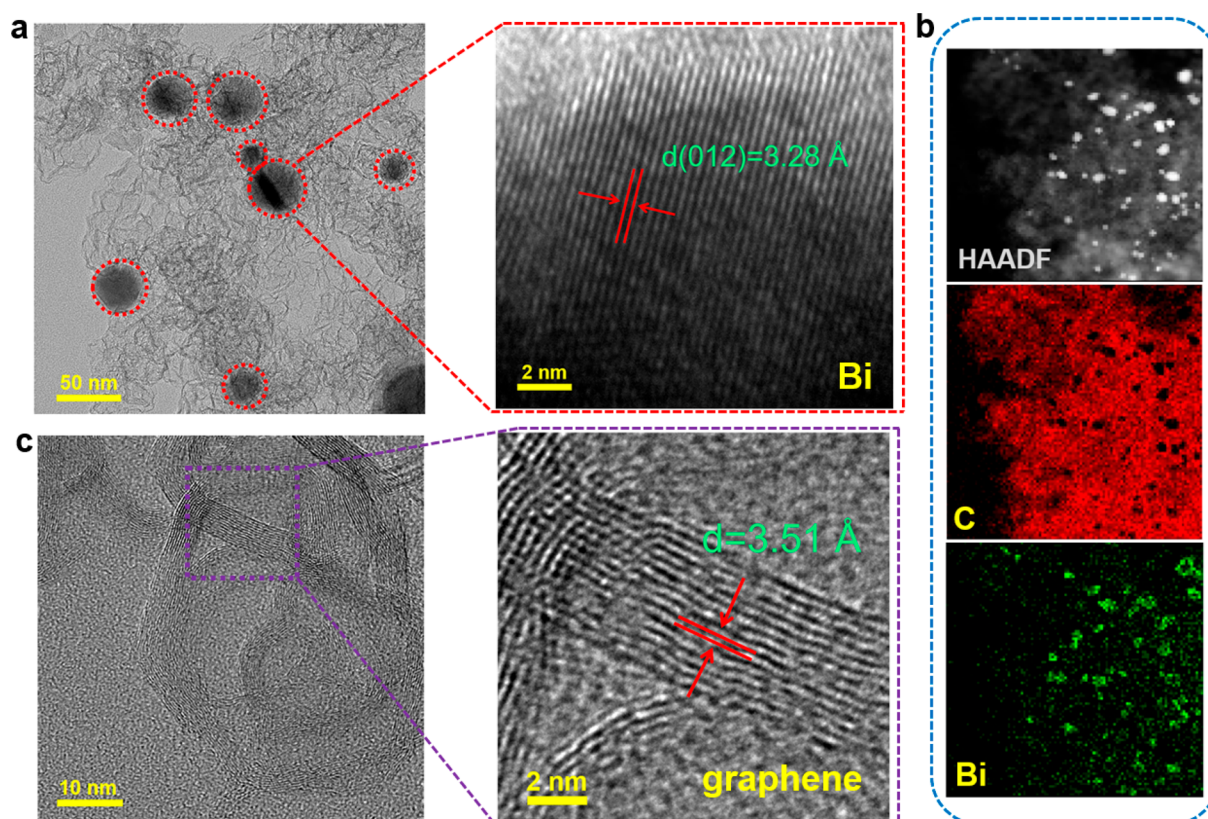 a
50 nm
d(012)=3.28 Å
2 nm
Bi
b
HAADF
C
Bi
c
10 nm
d=3.51 Å
2 nm
graphene